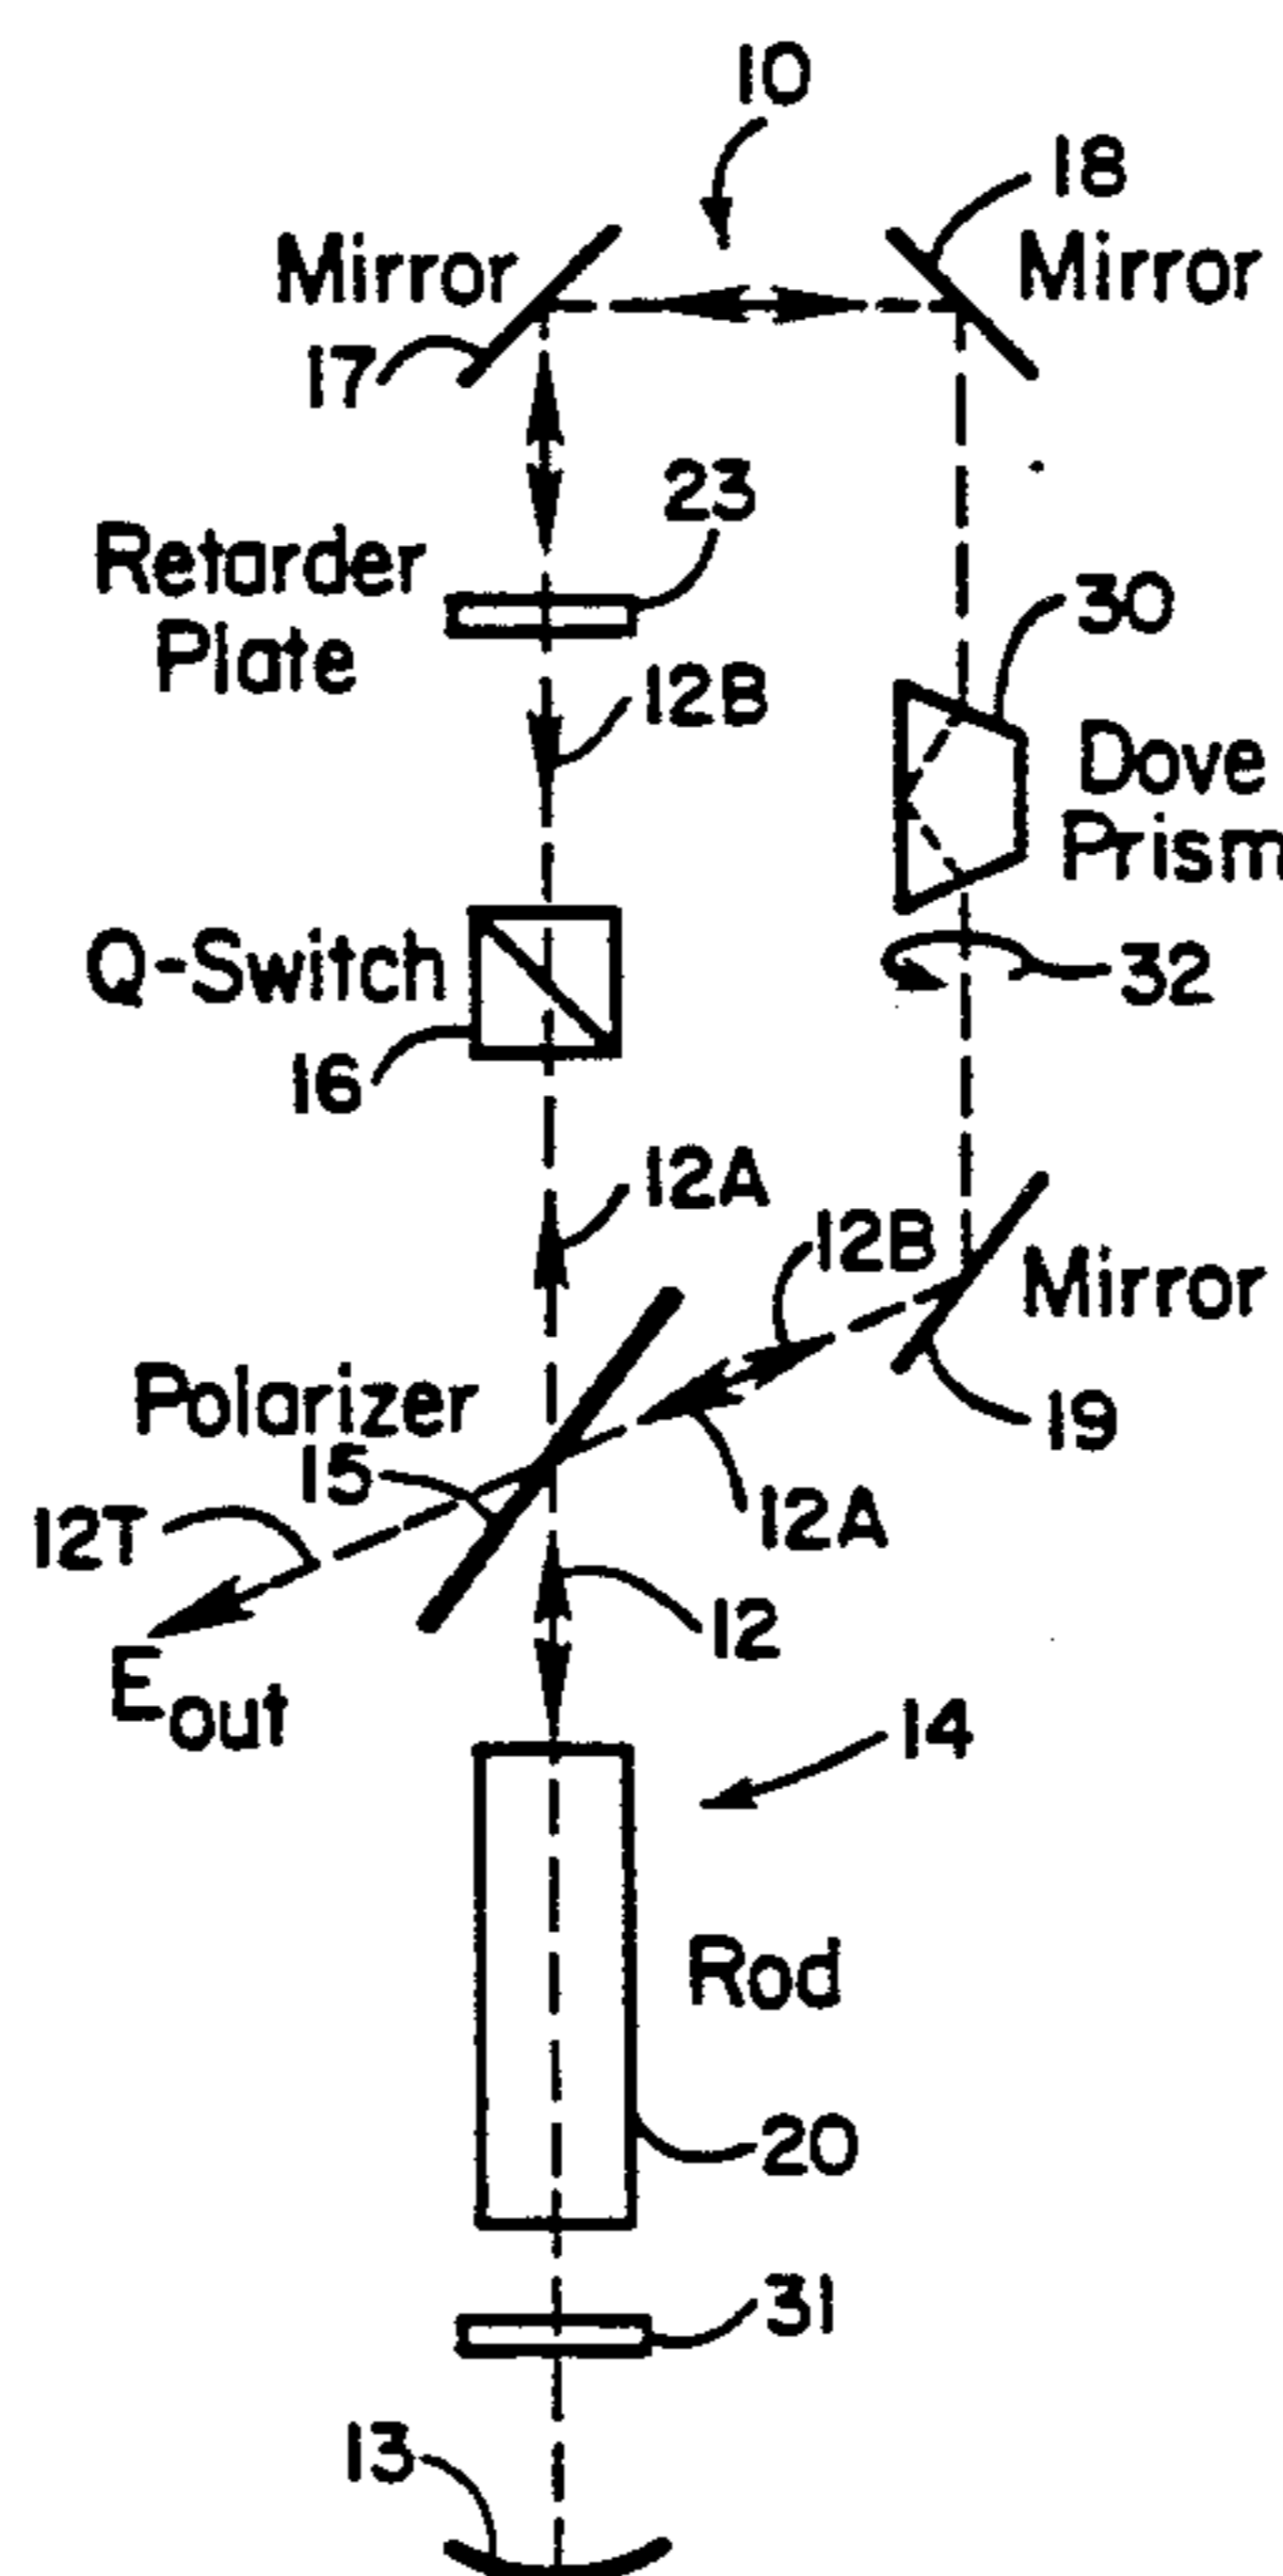 10
18
Mirror
Mirror
17
23
Retarder
Plate
30
12B
Dove
Prism
Q-Switch
32
16
12A
12B
Mirror
Polarizer
15
19
12T
12A
12
Eout
14
Rod
20
31
13